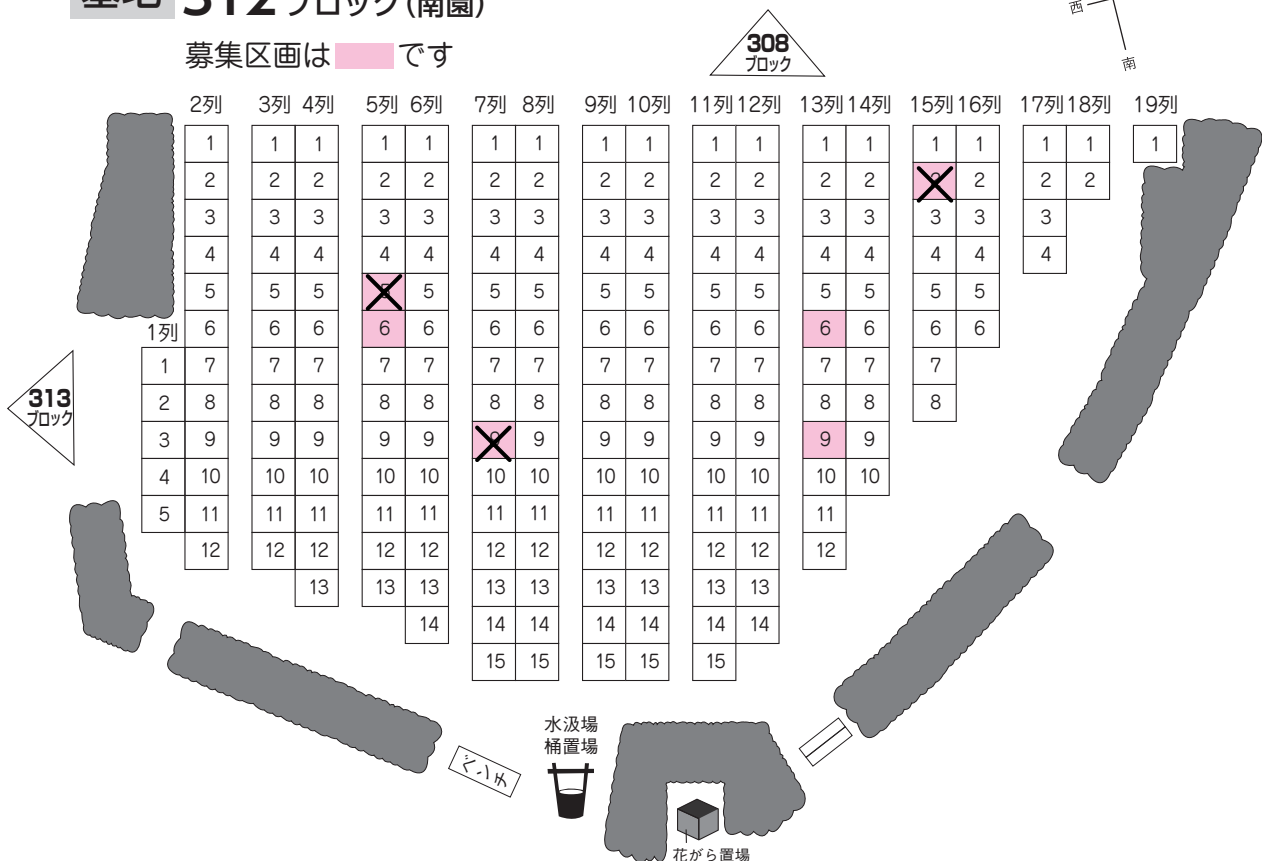 墓地 312ブロック(南園)
募集区画は です
西
南
308
ブロック
2列 3列 4列 5列 6列 7列 8列 9列 10列 11列 12列 13列 14列 15列 16列 17列 18列 19列
1 1 1 1 1 1 1 1 1 1 1 1 1 1 1 1 1 1
2 2 2 2 2 2 2 2 2 2 2 2 2 2 2 2
3 3 3 3 3 3 3 3 3 3 3 3 3 3 3 3
4 4 4 4 4 4 4 4 4 4 4 4 4 4 4 4
5 5 5 5 5 5 5 5 5 5 5 5 5 5
6 6 6 6 6 6 6 6 6 6 6 6 6 6 6
1列
1 7 7 7 7 7 7 7 7 7 7 7 7 7 7
2 8 8 8 8 8 8 8 8 8 8 8 8 8 8
3 9 9 9 9 9 9 9 9 9 9 9 9
4 10 10 10 10 10 10 10 10 10 10 10 10 10
5 11 11 11 11 11 11 11 11 11 11 11 11
12 12 12 12 12 12 12 12 12 12 12 12
13 13 13 13 13 13 13 13 13
14 14 14 14 14 14 14
15 15 15 15 15
313
ブロック
水汲場
桶置場
ベンチ
花がら置場